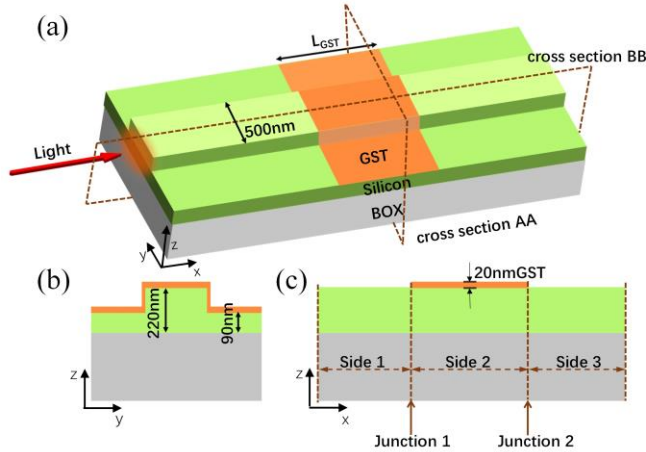 (a)
L_GST
cross section BB
500nm
Light
GST
Silicon
BOX
cross section AA
z
y
x
(b)
(c)
220nm
90nm
20nmGST
Side 1
Side 2
Side 3
z
y
z
x
Junction 1
Junction 2